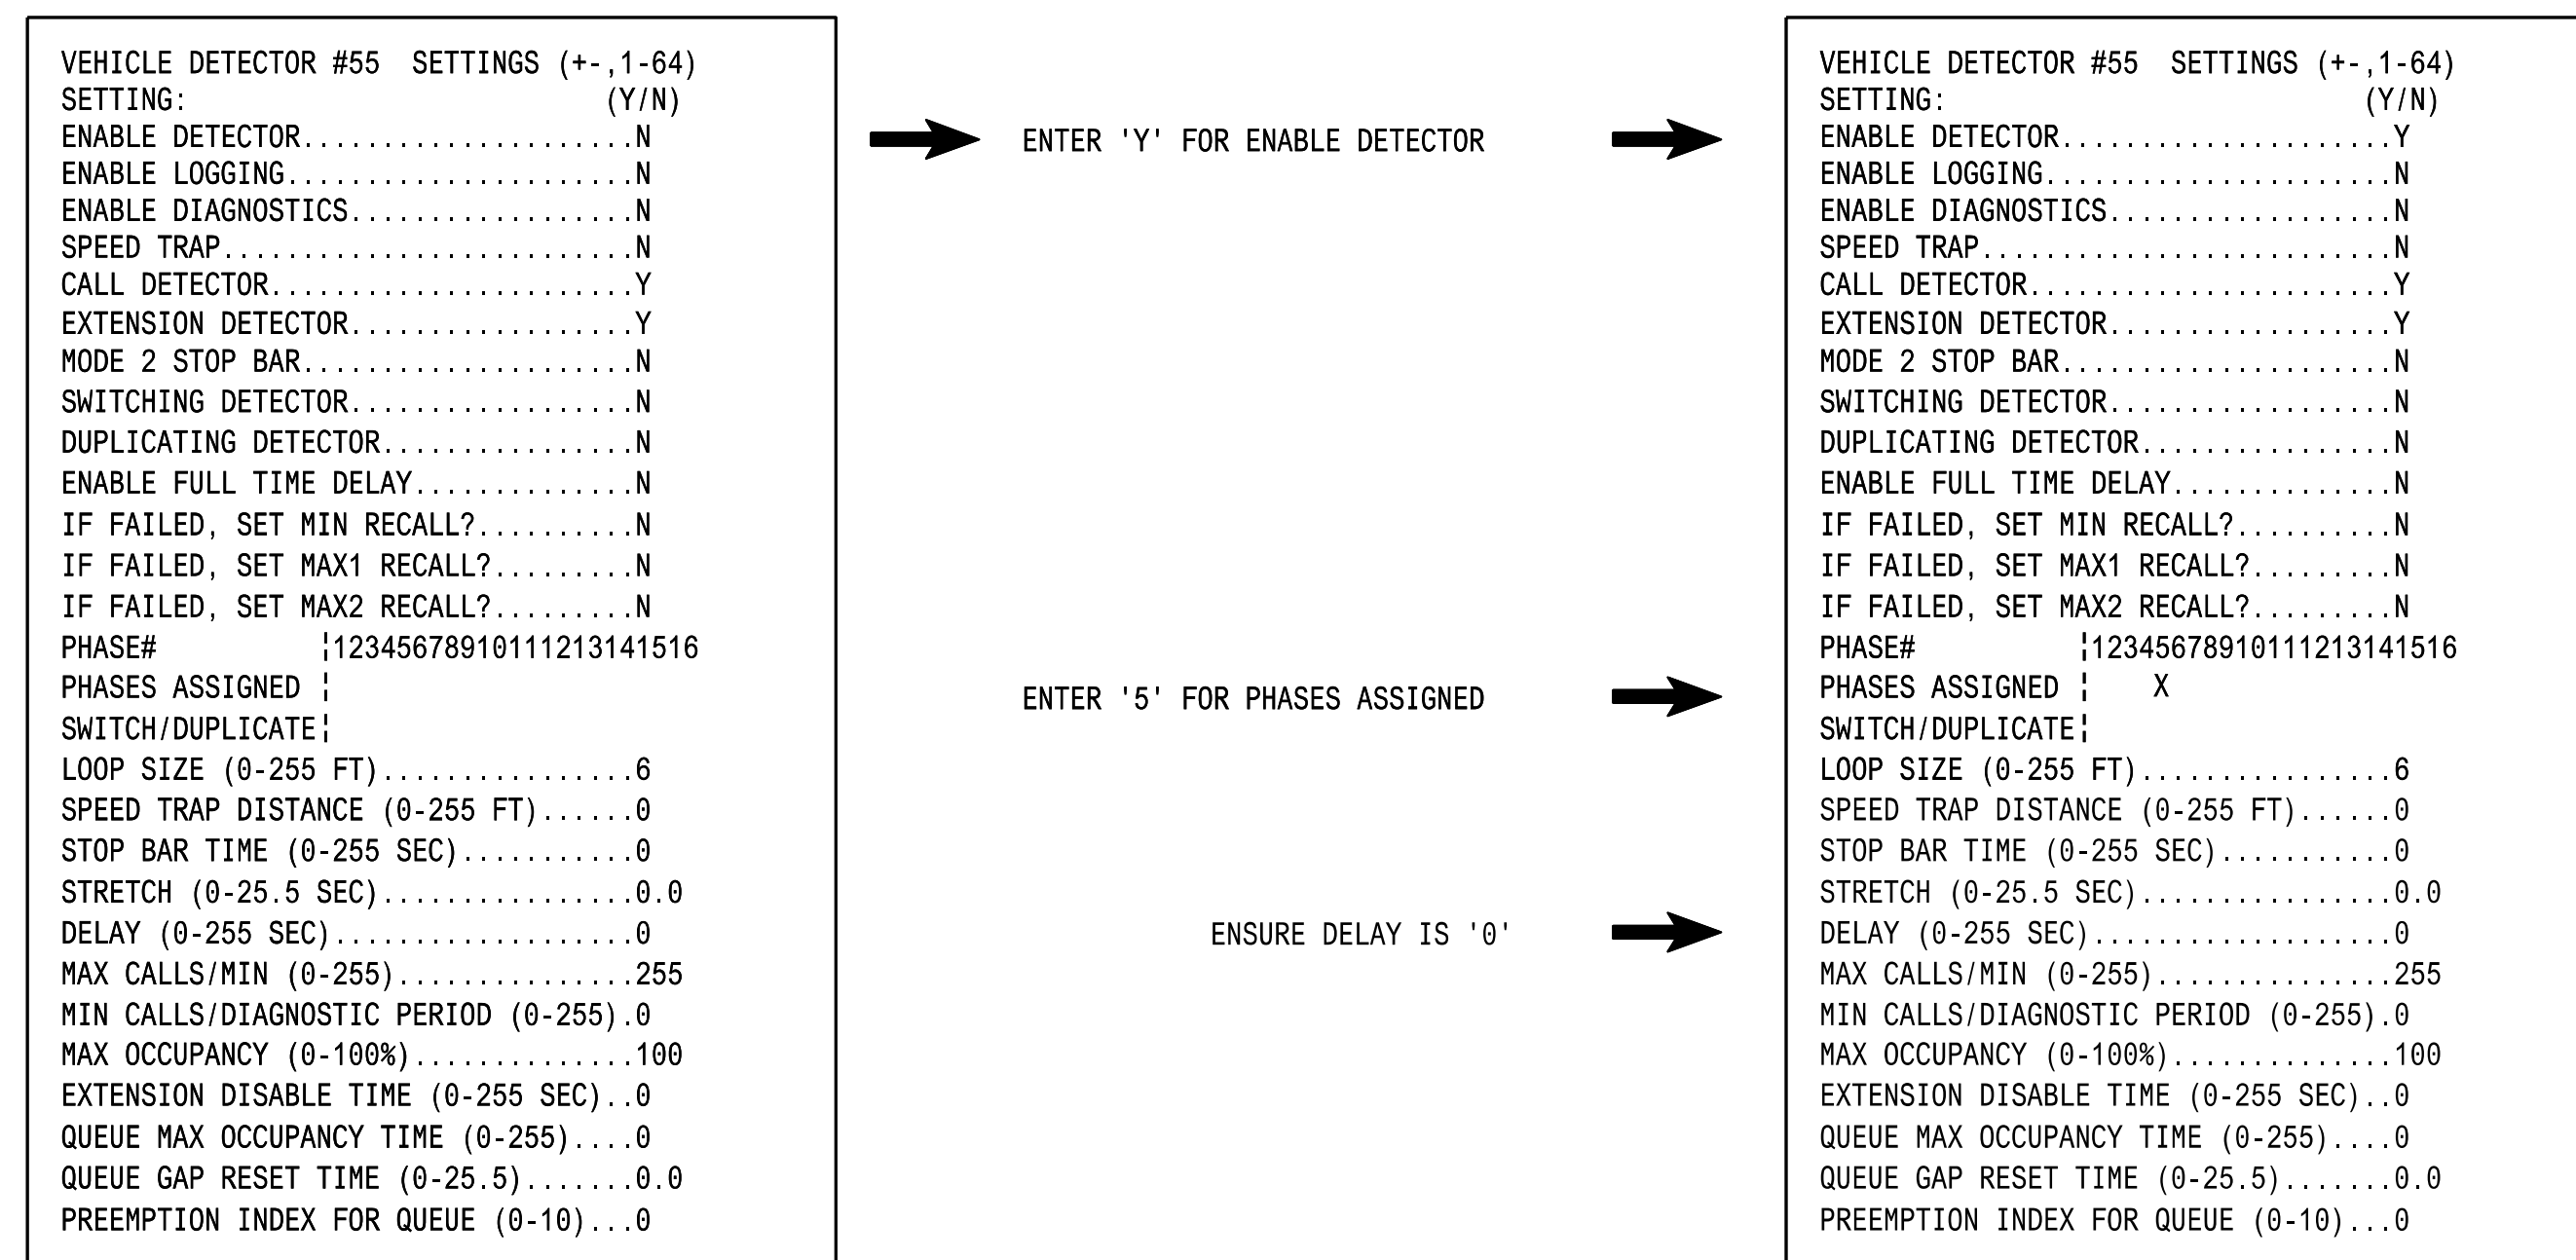 VEHICLE DETECTOR #55  SETTINGS (+-,1-64)
SETTING:                          (Y/N)
ENABLE DETECTOR.....................N
ENABLE LOGGING......................N
ENABLE DIAGNOSTICS..................N
SPEED TRAP..........................N
CALL DETECTOR.......................Y
EXTENSION DETECTOR..................Y
MODE 2 STOP BAR.....................N
SWITCHING DETECTOR..................N
DUPLICATING DETECTOR................N
ENABLE FULL TIME DELAY..............N
IF FAILED, SET MIN RECALL?..........N
IF FAILED, SET MAX1 RECALL?.........N
IF FAILED, SET MAX2 RECALL?.........N
PHASE#          ¦12345678910111213141516
PHASES ASSIGNED ¦
SWITCH/DUPLICATE¦
LOOP SIZE (0-255 FT)................6
SPEED TRAP DISTANCE (0-255 FT)......0
STOP BAR TIME (0-255 SEC)...........0
STRETCH (0-25.5 SEC)................0.0
DELAY (0-255 SEC)...................0
MAX CALLS/MIN (0-255)...............255
MIN CALLS/DIAGNOSTIC PERIOD (0-255).0
MAX OCCUPANCY (0-100%)..............100
EXTENSION DISABLE TIME (0-255 SEC)..0
QUEUE MAX OCCUPANCY TIME (0-255)....0
QUEUE GAP RESET TIME (0-25.5).......0.0
PREEMPTION INDEX FOR QUEUE (0-10)...0
ENTER 'Y' FOR ENABLE DETECTOR
ENTER '5' FOR PHASES ASSIGNED
ENSURE DELAY IS '0'
VEHICLE DETECTOR #55  SETTINGS (+-,1-64)
SETTING:                          (Y/N)
ENABLE DETECTOR.....................Y
ENABLE LOGGING......................N
ENABLE DIAGNOSTICS..................N
SPEED TRAP..........................N
CALL DETECTOR.......................Y
EXTENSION DETECTOR..................Y
MODE 2 STOP BAR.....................N
SWITCHING DETECTOR..................N
DUPLICATING DETECTOR................N
ENABLE FULL TIME DELAY..............N
IF FAILED, SET MIN RECALL?..........N
IF FAILED, SET MAX1 RECALL?.........N
IF FAILED, SET MAX2 RECALL?.........N
PHASE#          ¦12345678910111213141516
PHASES ASSIGNED ¦    X
SWITCH/DUPLICATE¦
LOOP SIZE (0-255 FT)................6
SPEED TRAP DISTANCE (0-255 FT)......0
STOP BAR TIME (0-255 SEC)...........0
STRETCH (0-25.5 SEC)................0.0
DELAY (0-255 SEC)...................0
MAX CALLS/MIN (0-255)...............255
MIN CALLS/DIAGNOSTIC PERIOD (0-255).0
MAX OCCUPANCY (0-100%)..............100
EXTENSION DISABLE TIME (0-255 SEC)..0
QUEUE MAX OCCUPANCY TIME (0-255)....0
QUEUE GAP RESET TIME (0-25.5).......0.0
PREEMPTION INDEX FOR QUEUE (0-10)...0